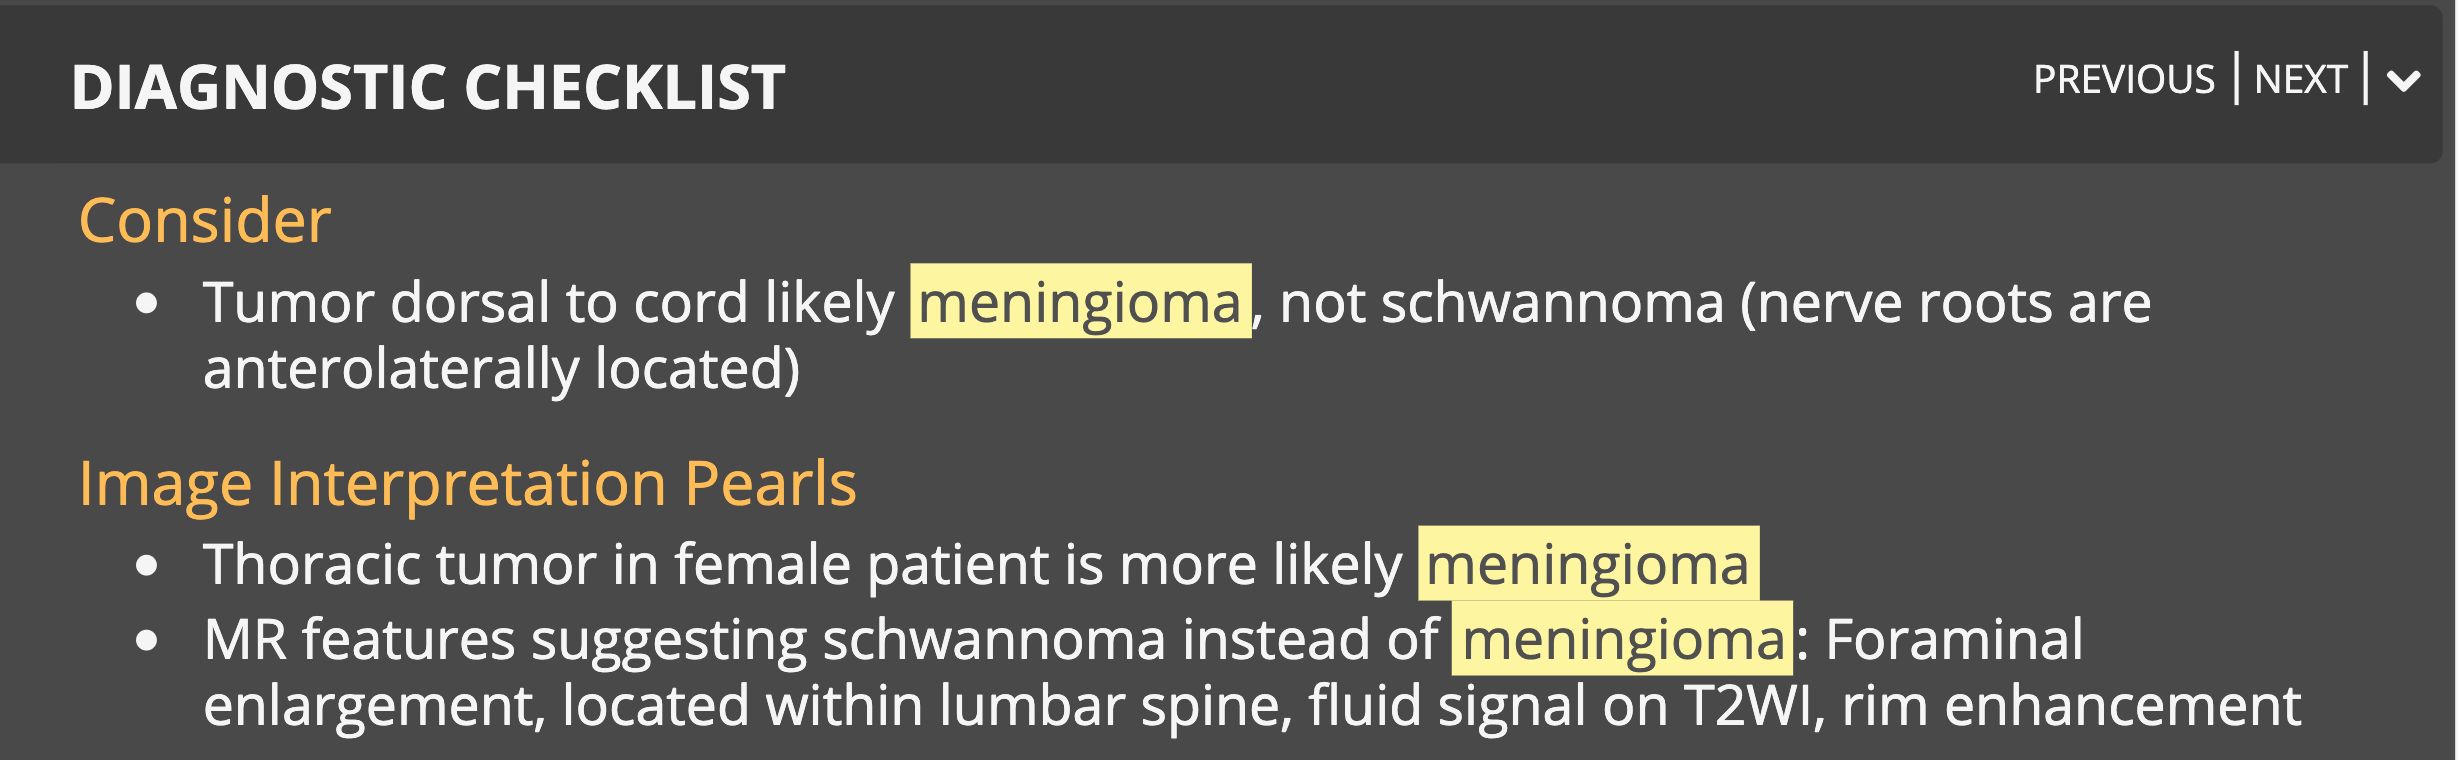 DIAGNOSTIC CHECKLIST
PREVIOUS | NEXT |
Consider
• Tumor dorsal to cord likely meningioma, not schwannoma (nerve roots are
anterolaterally located)
Image Interpretation Pearls
• Thoracic tumor in female patient is more likely meningioma
• MR features suggesting schwannoma instead of meningioma: Foraminal
enlargement, located within lumbar spine, fluid signal on T2WI, rim enhancement